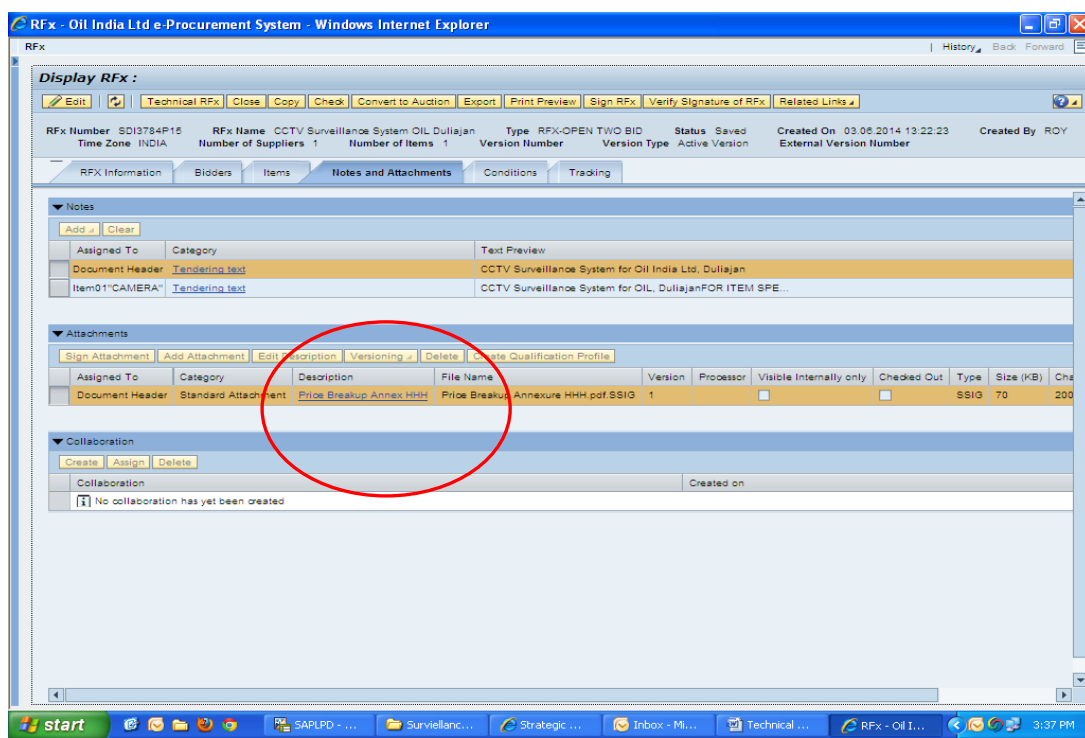 RFx - Oil India Ltd e-Procurement System - Windows Internet Explorer
RFx | History Back Forward
Display RFx :
Edit | Technical RFx Close Copy Check Convert to Auction Export Print Preview Sign RFx Verify Signature of RFx Related Links
RFx Number SDI3784P15 RFx Name CCTV Surveillance System OIL Duliajan Type RFX-OPEN TWO BID Status Saved Created On 03.06.2014 13:22:23 Created By ROY
Time Zone INDIA Number of Suppliers 1 Number of Items 1 Version Number Version Type Active Version External Version Number
RFX Information Bidders Items Notes and Attachments Conditions Tracking
Notes
Add Clear
Assigned To Category Text Preview
Document Header Tendering text CCTV Surveillance System for Oil India Ltd, Duliajan
Item01"CAMERA" Tendering text CCTV Surveillance System for OIL, DuliajanFOR ITEM SPE...
Attachments
Sign Attachment Add Attachment Edit Description Versioning Delete Create Qualification Profile
Assigned To Category Description File Name Version Processor Visible Internally only Checked Out Type Size (KB) Cha
Document Header Standard Attachment Price Breakup Annex HHH Price Breakup Annexure HHH.pdf.SSIG 1 SSIG 70 200
Collaboration
Create Assign Delete
Collaboration Created on
No collaboration has yet been created
start SAPLPD - ... Surviellanc... Strategic ... Inbox - Mi... Technical ... RFx - Oil I... 3:37 PM